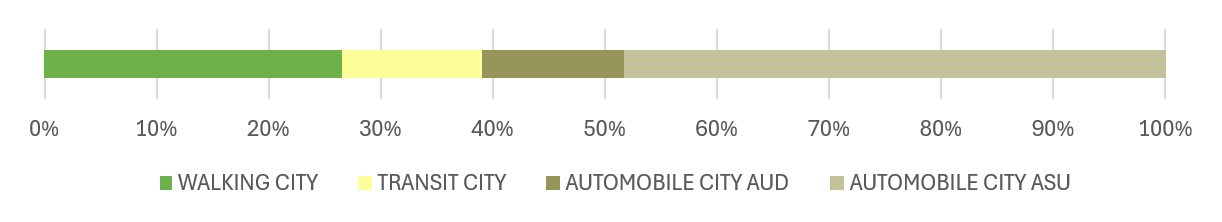 0% 10% 20% 30% 40% 50% 60% 70% 80% 90% 100%
WALKING CITY TRANSIT CITY AUTOMOBILE CITY AUD AUTOMOBILE CITY ASU